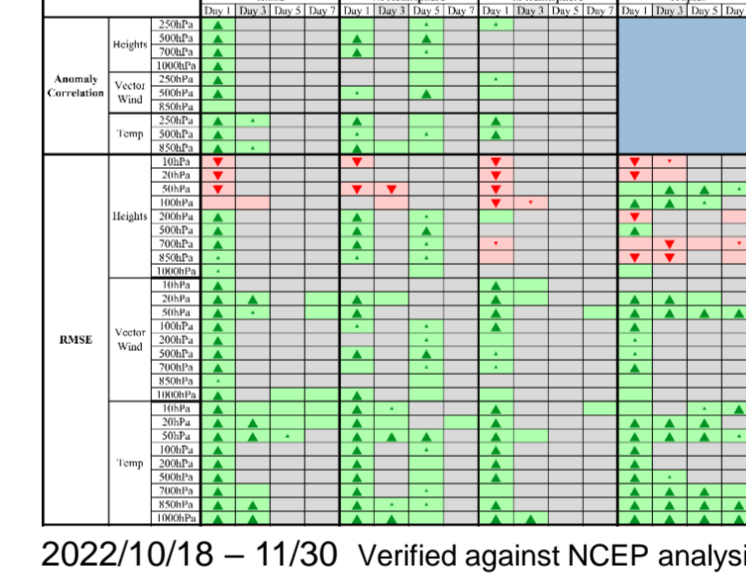 Day 1 Day 3 Day 5 Day 7 Day 1 Day 3 Day 5 Day 7 Day 1 Day 3 Day 5 Day 7 Day 1 Day 3 Day 5
Anomaly
Correlation
Heights
250hPa
500hPa
700hPa
1000hPa
Vector
Wind
250hPa
500hPa
850hPa
Temp
250hPa
500hPa
850hPa
RMSE
Heights
10hPa
20hPa
50hPa
100hPa
200hPa
500hPa
700hPa
850hPa
1000hPa
Vector
Wind
10hPa
20hPa
50hPa
100hPa
200hPa
500hPa
700hPa
850hPa
1000hPa
Temp
10hPa
20hPa
50hPa
100hPa
200hPa
500hPa
700hPa
850hPa
1000hPa
2022/10/18 – 11/30 Verified against NCEP analysi